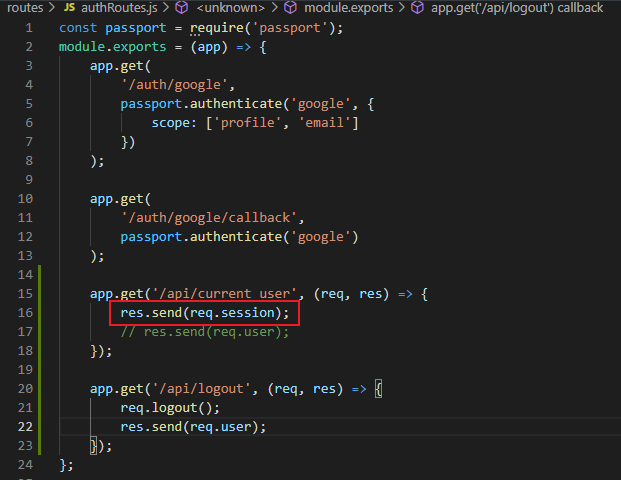 routes > JS authRoutes.js > <unknown> > module.exports > app.get('/api/logout') callback
1 const passport = require('passport');
2 module.exports = (app) => {
3 app.get(
4 '/auth/google',
5 passport.authenticate('google', {
6 scope: ['profile', 'email']
7 })
8 );
9
10 app.get(
11 '/auth/google/callback',
12 passport.authenticate('google')
13 );
14
15 app.get('/api/current_user', (req, res) => {
16 res.send(req.session);
17 // res.send(req.user);
18 });
19
20 app.get('/api/logout', (req, res) => {
21 req.logout();
22 res.send(req.user);
23 });
24 };